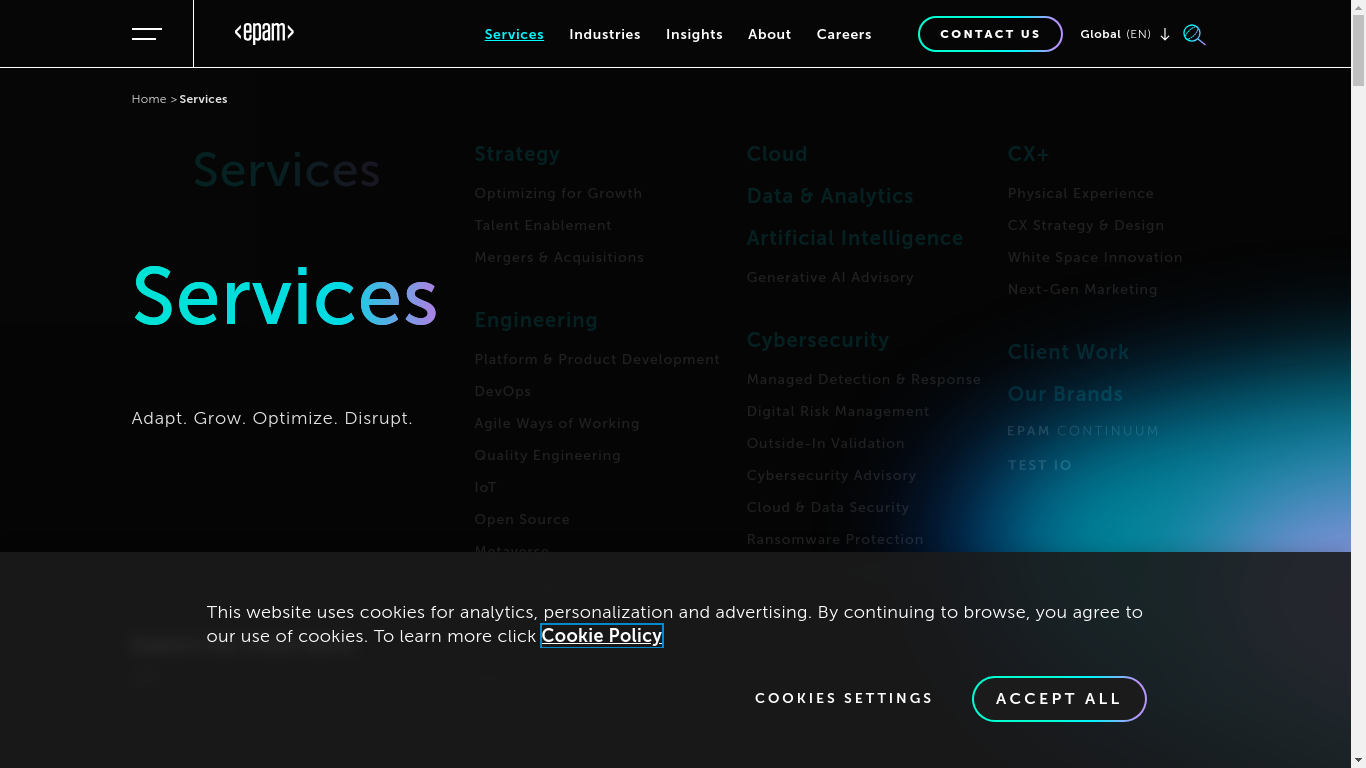 <epam>
Services
Industries
Insights
About
Careers
CONTACT US
Global (EN)
Home > Services
Services
Strategy
Optimizing for Growth
Talent Enablement
Mergers & Acquisitions
Engineering
Platform & Product Development
DevOps
Agile Ways of Working
Quality Engineering
IoT
Open Source
Metaverse
Cloud
Data & Analytics
Artificial Intelligence
Generative AI Advisory
Cybersecurity
Managed Detection & Response
Digital Risk Management
Outside-In Validation
Cybersecurity Advisory
Cloud & Data Security
Ransomware Protection
CX+
Physical Experience
CX Strategy & Design
White Space Innovation
Next-Gen Marketing
Client Work
Our Brands
EPAM CONTINUUM
TEST IO
Services
Adapt. Grow. Optimize. Disrupt.
This website uses cookies for analytics, personalization and advertising. By continuing to browse, you agree to
our use of cookies. To learn more click Cookie Policy
COOKIES SETTINGS
ACCEPT ALL